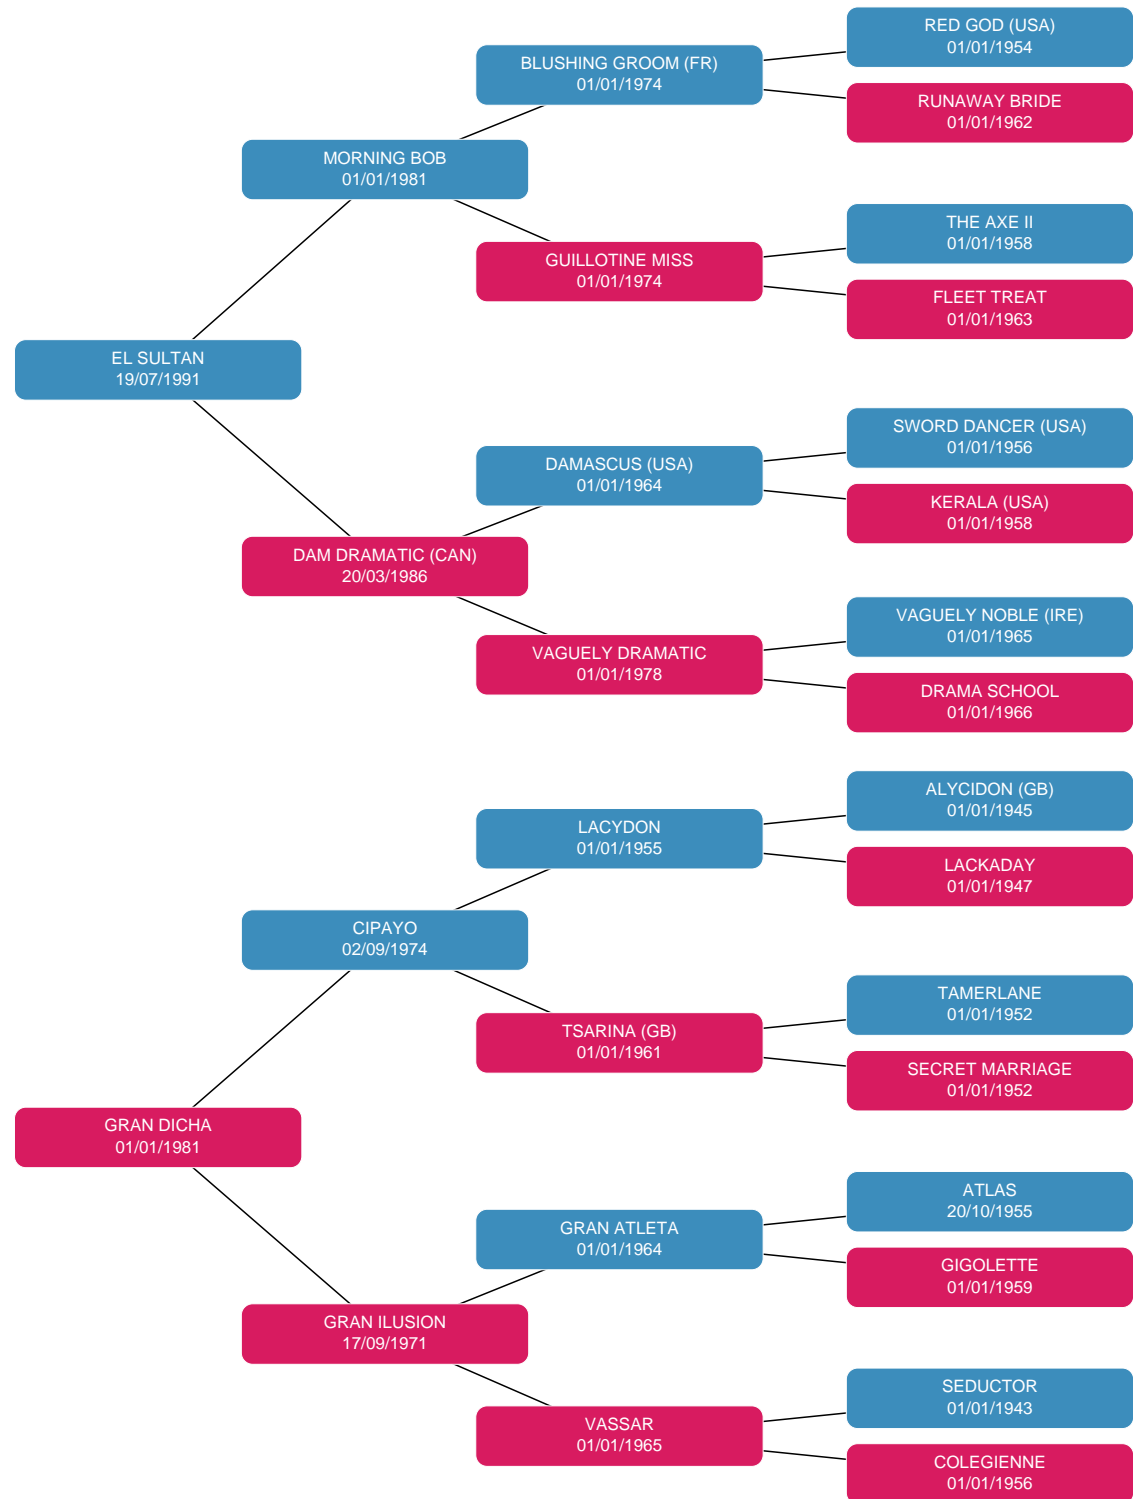 RED GOD (USA)
01/01/1954
BLUSHING GROOM (FR)
01/01/1974
RUNAWAY BRIDE
01/01/1962
MORNING BOB
01/01/1981
THE AXE II
01/01/1958
GUILLOTINE MISS
01/01/1974
FLEET TREAT
01/01/1963
EL SULTAN
19/07/1991
SWORD DANCER (USA)
01/01/1956
DAMASCUS (USA)
01/01/1964
KERALA (USA)
01/01/1958
DAM DRAMATIC (CAN)
20/03/1986
VAGUELY NOBLE (IRE)
01/01/1965
VAGUELY DRAMATIC
01/01/1978
DRAMA SCHOOL
01/01/1966
ALYCIDON (GB)
01/01/1945
LACYDON
01/01/1955
LACKADAY
01/01/1947
CIPAYO
02/09/1974
TAMERLANE
01/01/1952
TSARINA (GB)
01/01/1961
SECRET MARRIAGE
01/01/1952
GRAN DICHA
01/01/1981
ATLAS
20/10/1955
GRAN ATLETA
01/01/1964
GIGOLETTE
01/01/1959
GRAN ILUSION
17/09/1971
SEDUCTOR
01/01/1943
VASSAR
01/01/1965
COLEGIENNE
01/01/1956